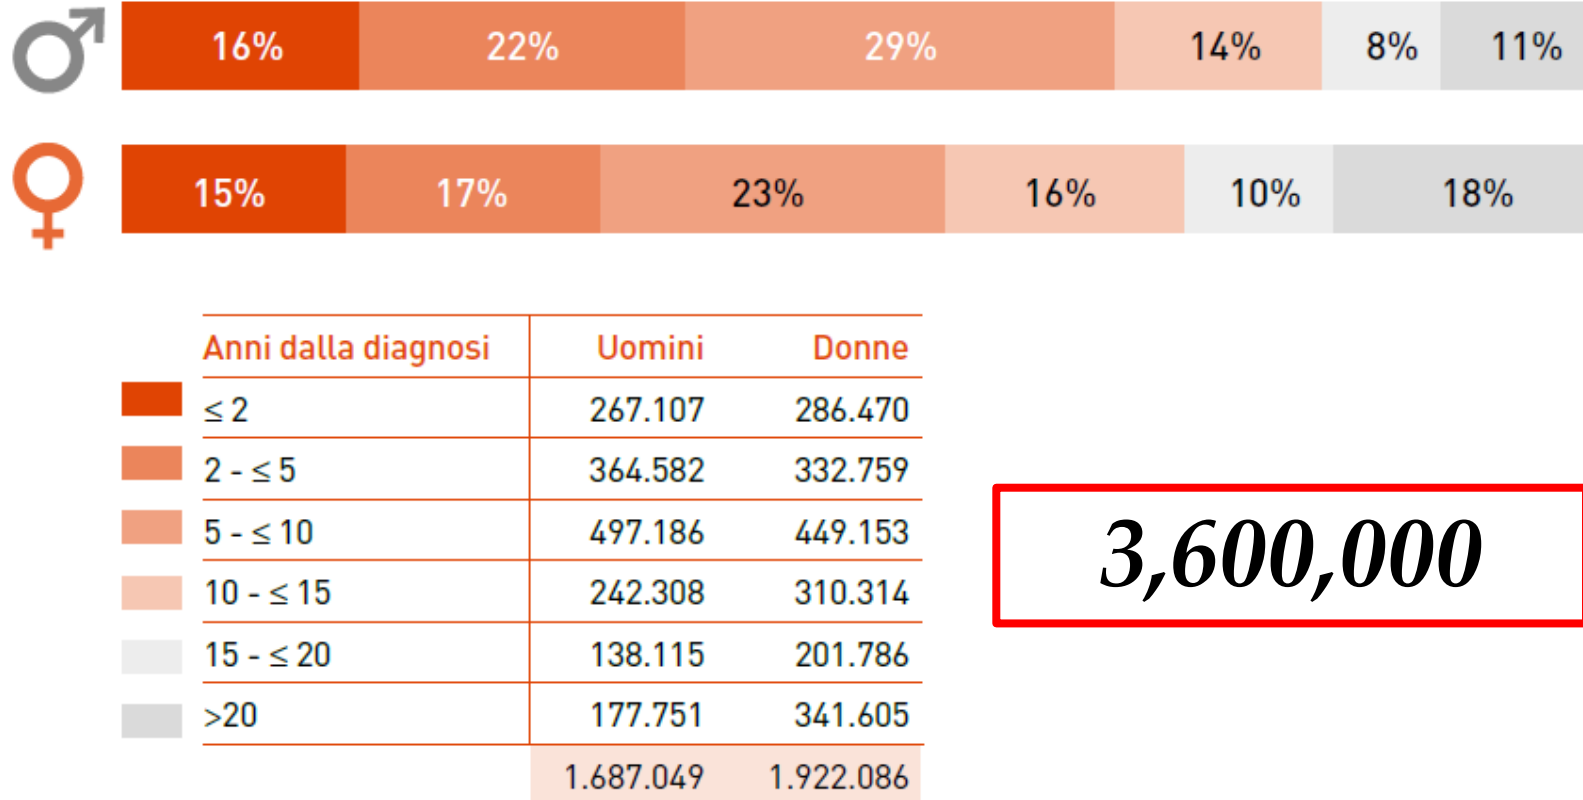 16% 22% 29% 14% 8% 11%
15% 17% 23% 16% 10% 18%
Anni dalla diagnosi Uomini Donne
≤ 2 267.107 286.470
2 - ≤ 5 364.582 332.759
5 - ≤ 10 497.186 449.153
10 - ≤ 15 242.308 310.314
15 - ≤ 20 138.115 201.786
>20 177.751 341.605
1.687.049 1.922.086
3,600,000